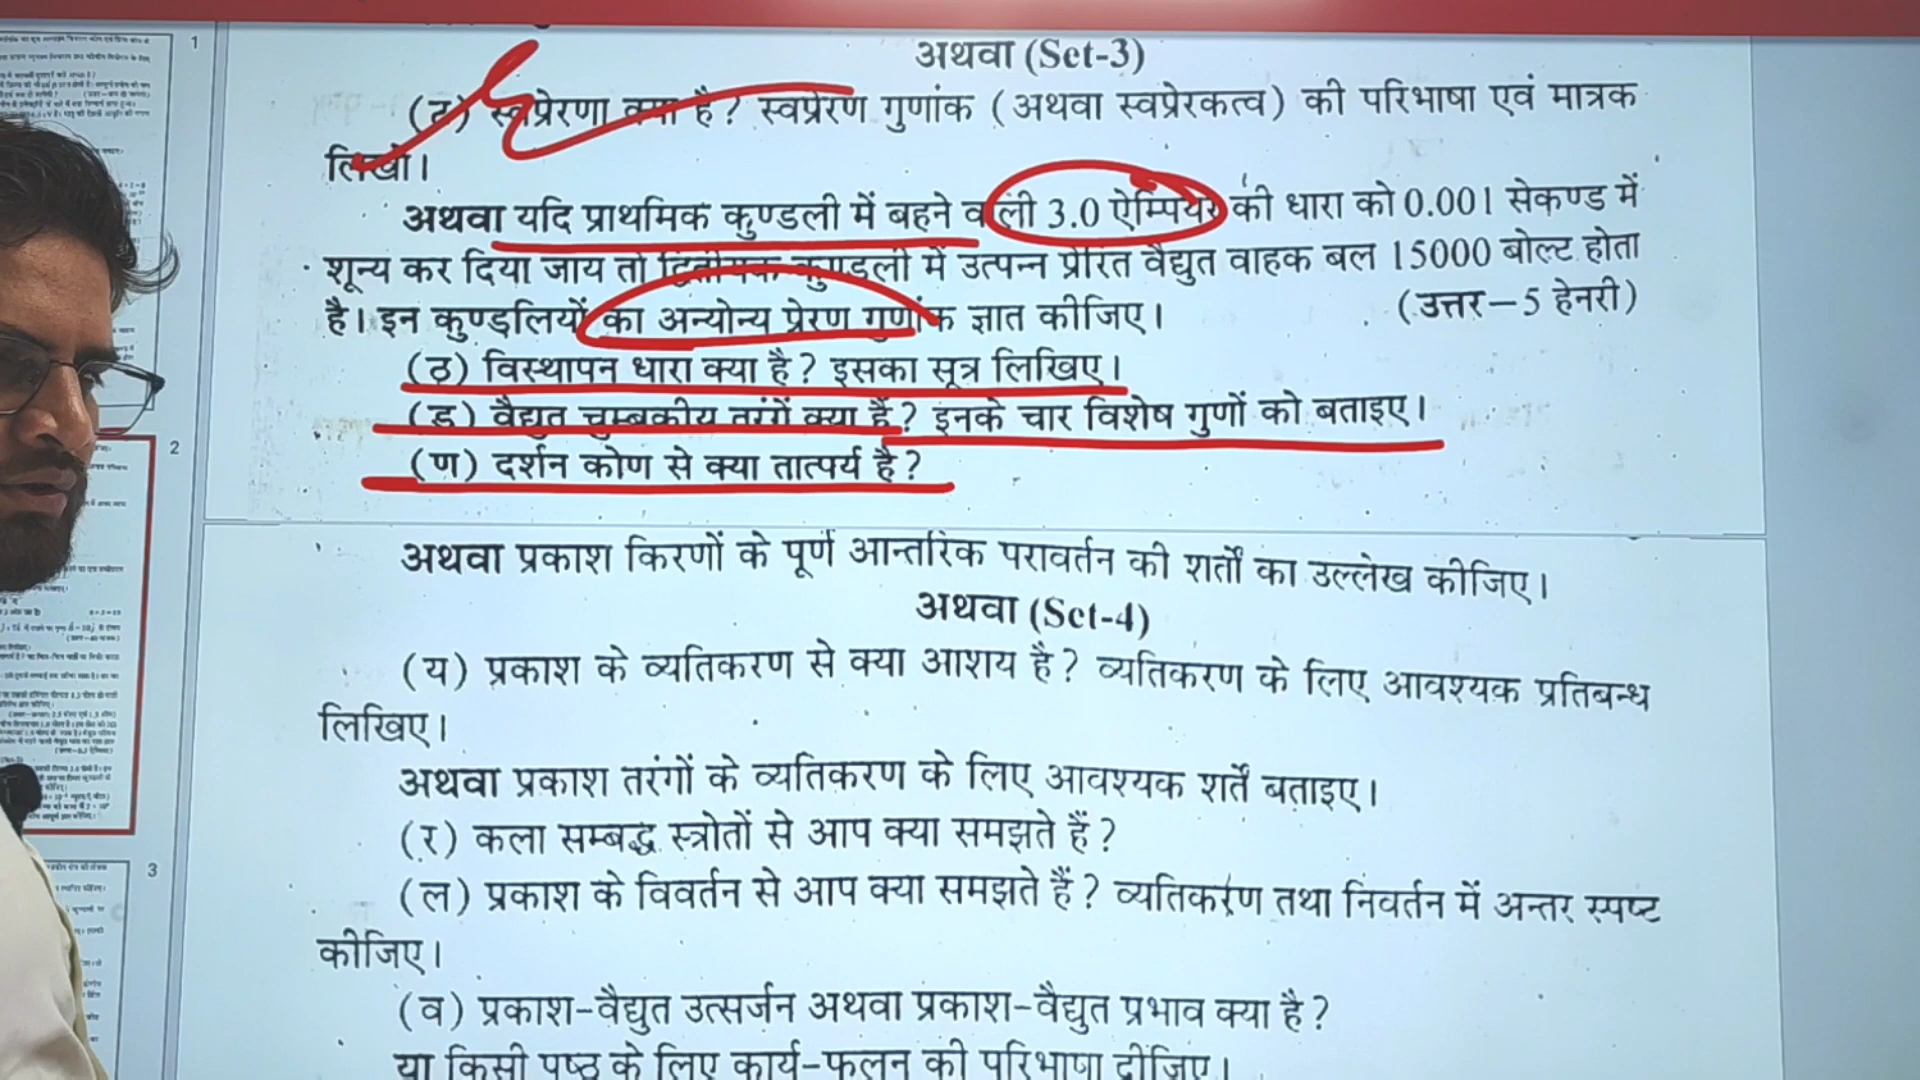 अथवा (Set-3)
(ट) स्वप्रेरणा क्या है? स्वप्रेरण गुणांक (अथवा स्वप्रेरकत्व) की परिभाषा एवं मात्रक
लिखो।
अथवा यदि प्राथमिक कुण्डली में बहने वाली 3.0 ऐम्पियर की धारा को 0.001 सेकण्ड में
शून्य कर दिया जाय तो द्वितीयक कुण्डली में उत्पन्न प्रेरित वैद्युत वाहक बल 15000 बोल्ट होता
है। इन कुण्डलियों का अन्योन्य प्रेरण गुणांक ज्ञात कीजिए। (उत्तर–5 हेनरी)
(ठ) विस्थापन धारा क्या है? इसका सूत्र लिखिए।
(ड) वैद्युत चुम्बकीय तरंगें क्या हैं? इनके चार विशेष गुणों को बताइए।
(ण) दर्शन कोण से क्या तात्पर्य है?
अथवा प्रकाश किरणों के पूर्ण आन्तरिक परावर्तन की शर्तों का उल्लेख कीजिए।
अथवा (Set-4)
(य) प्रकाश के व्यतिकरण से क्या आशय है? व्यतिकरण के लिए आवश्यक प्रतिबन्ध
लिखिए।
अथवा प्रकाश तरंगों के व्यतिकरण के लिए आवश्यक शर्तें बताइए।
(र) कला सम्बद्ध स्त्रोतों से आप क्या समझते हैं?
(ल) प्रकाश के विवर्तन से आप क्या समझते हैं? व्यतिकरण तथा निवर्तन में अन्तर स्पष्ट
कीजिए।
(व) प्रकाश-वैद्युत उत्सर्जन अथवा प्रकाश-वैद्युत प्रभाव क्या है?
या किसी पृष्ठ के लिए कार्य-फलन की परिभाषा दीजिए।
1
2
3